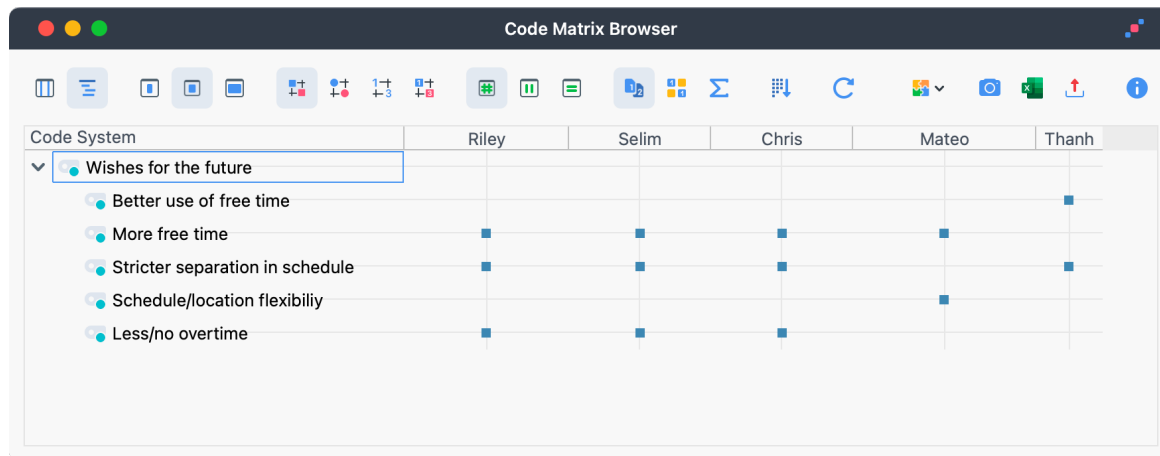 Code Matrix Browser
Code System Riley Selim Chris Mateo Thanh
Wishes for the future
Better use of free time
More free time
Stricter separation in schedule
Schedule/location flexibiliy
Less/no overtime